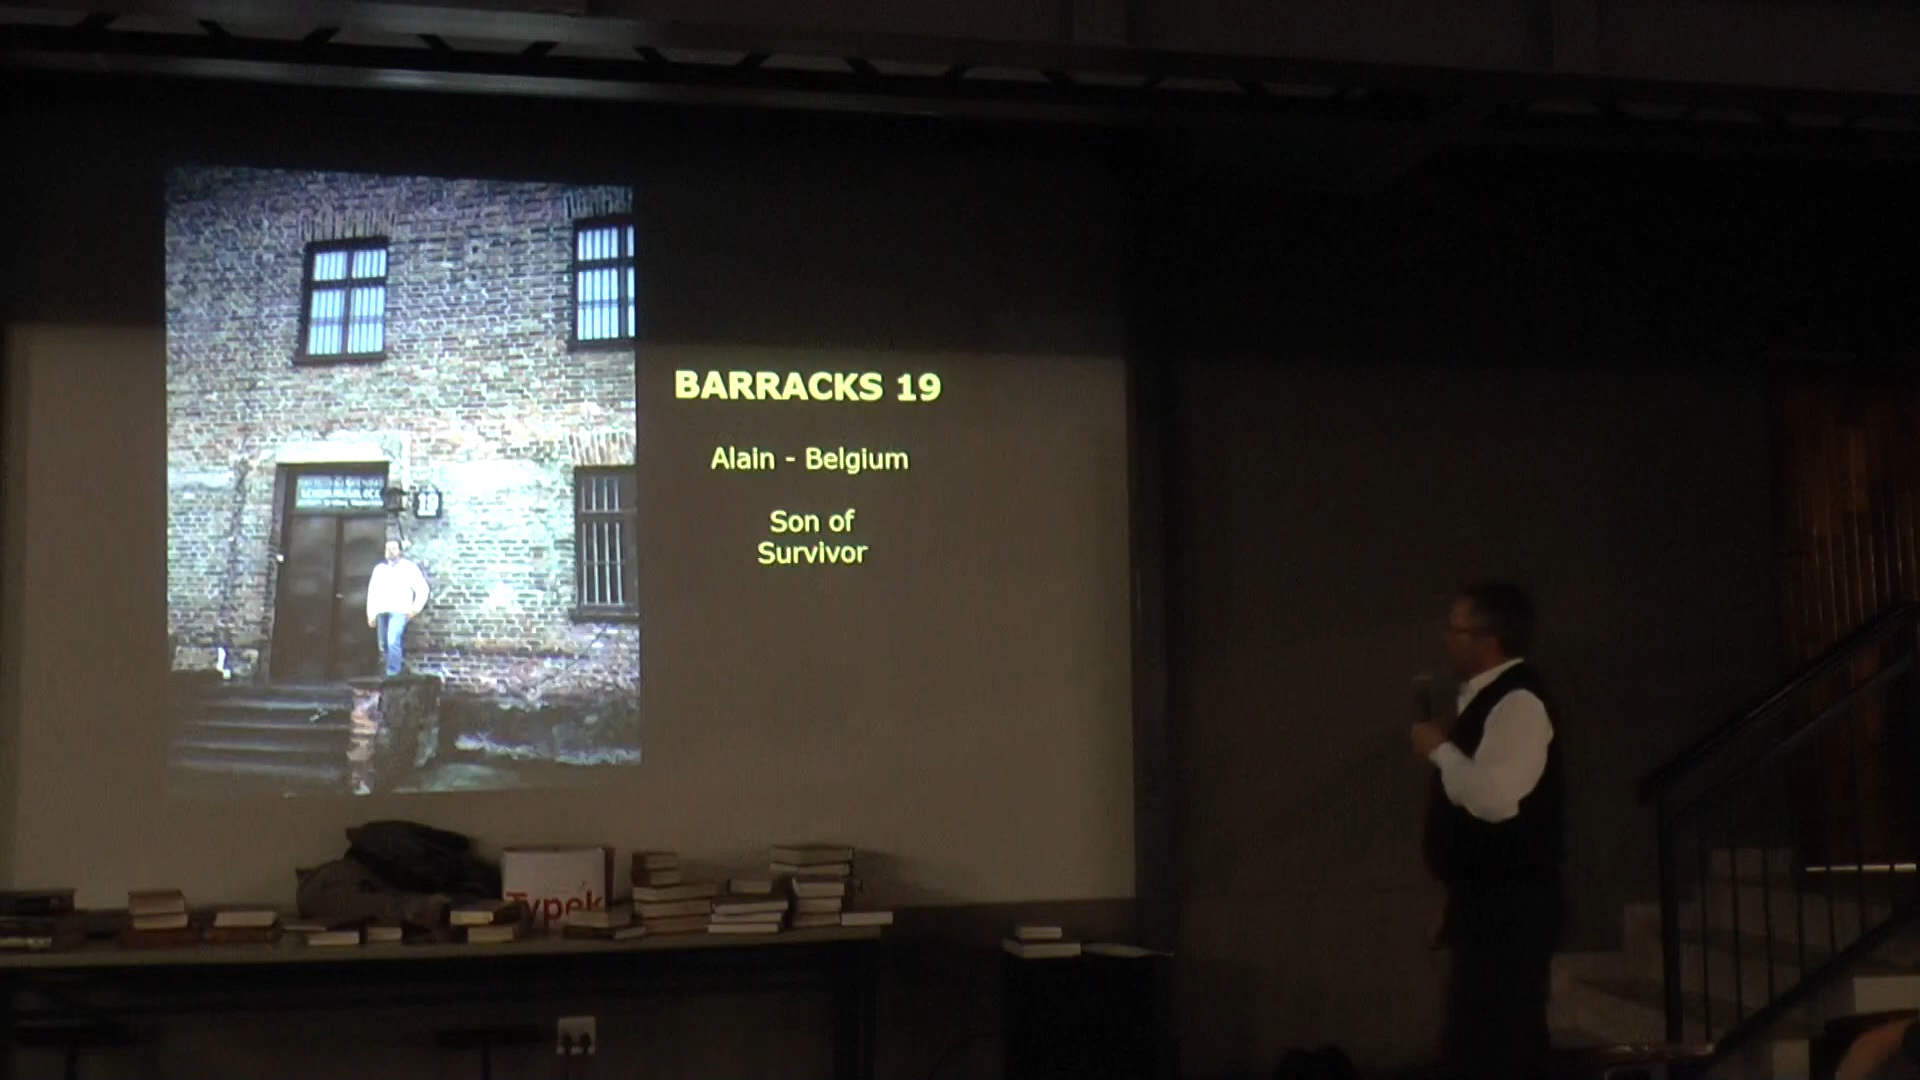 BARRACKS 19
Alain - Belgium
Son of
Survivor
19
Typek